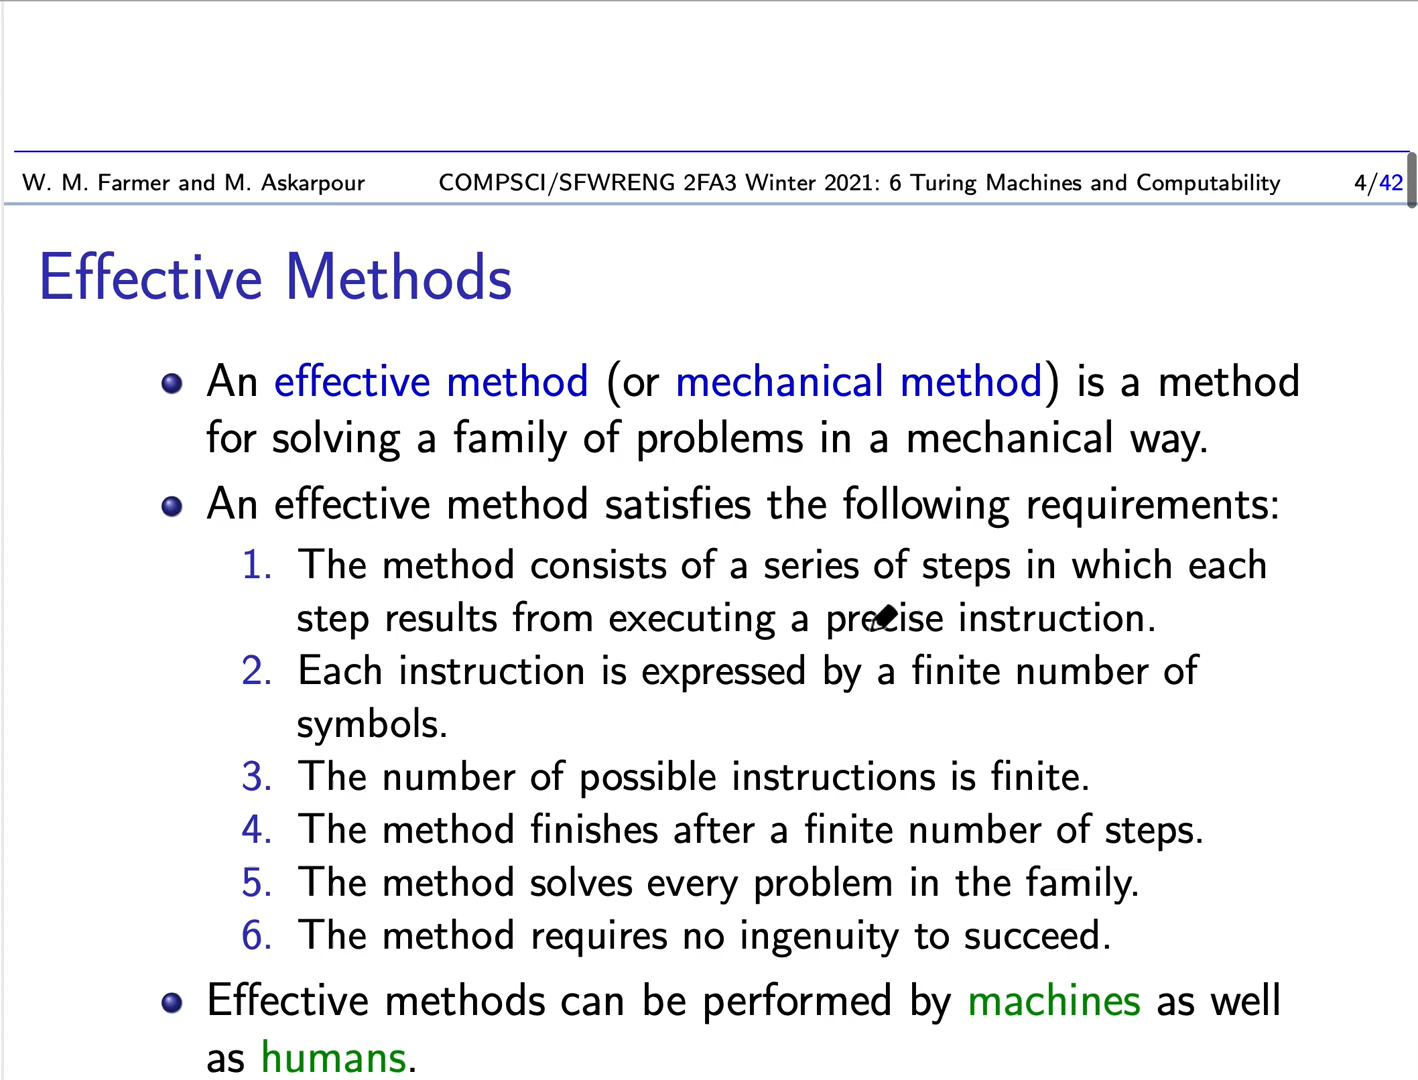 W. M. Farmer and M. Askarpour COMPSCI/SFWRENG 2FA3 Winter 2021: 6 Turing Machines and Computability 4/42
Effective Methods
An effective method (or mechanical method) is a method
for solving a family of problems in a mechanical way.
An effective method satisfies the following requirements:
1. The method consists of a series of steps in which each
step results from executing a precise instruction.
2. Each instruction is expressed by a finite number of
symbols.
3. The number of possible instructions is finite.
4. The method finishes after a finite number of steps.
5. The method solves every problem in the family.
6. The method requires no ingenuity to succeed.
Effective methods can be performed by machines as well
as humans.